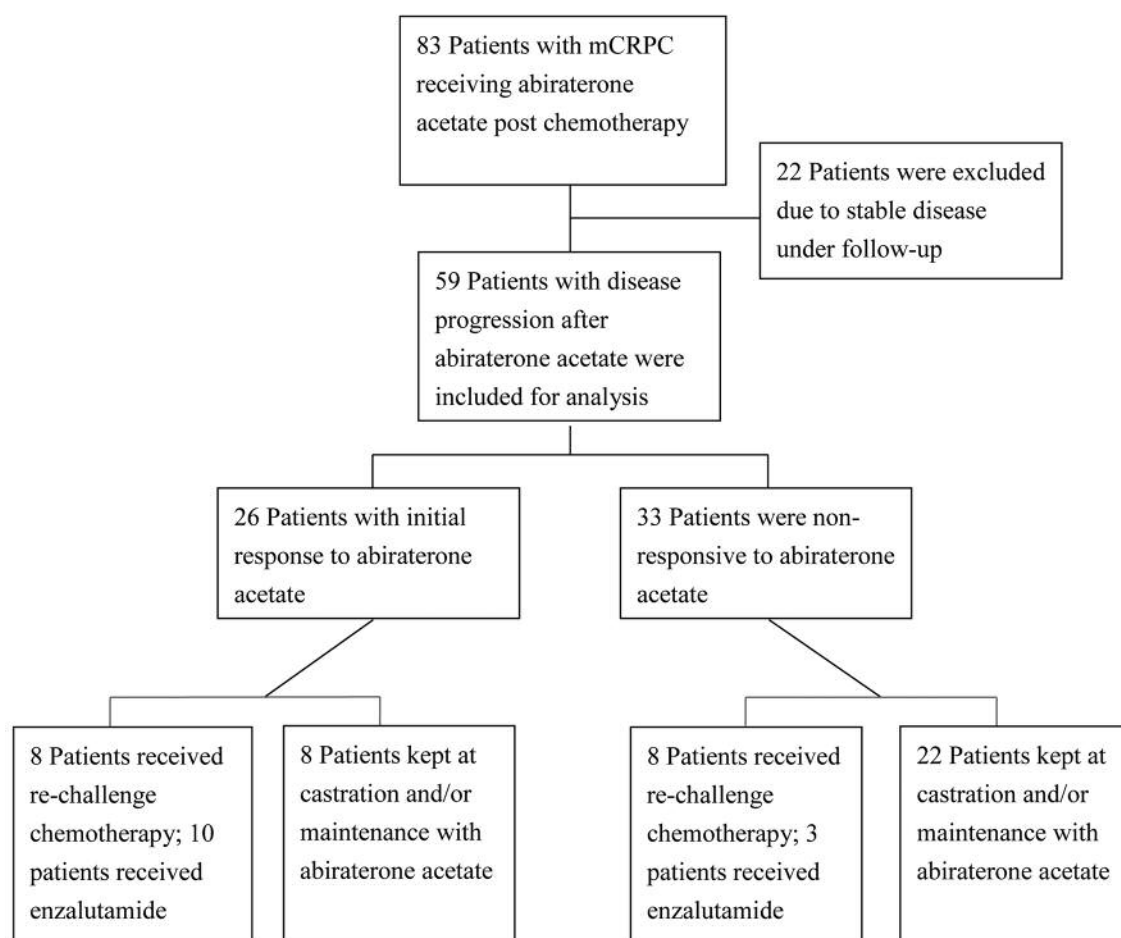 83 Patients with mCRPC
receiving abiraterone
acetate post chemotherapy
22 Patients were excluded
due to stable disease
under follow-up
59 Patients with disease
progression after
abiraterone acetate were
included for analysis
26 Patients with initial
response to abiraterone
acetate
33 Patients were non-
responsive to abiraterone
acetate
8 Patients received
re-challenge
chemotherapy; 10
patients received
enzalutamide
8 Patients kept at
castration and/or
maintenance with
abiraterone acetate
8 Patients received
re-challenge
chemotherapy; 3
patients received
enzalutamide
22 Patients kept at
castration and/or
maintenance with
abiraterone acetate